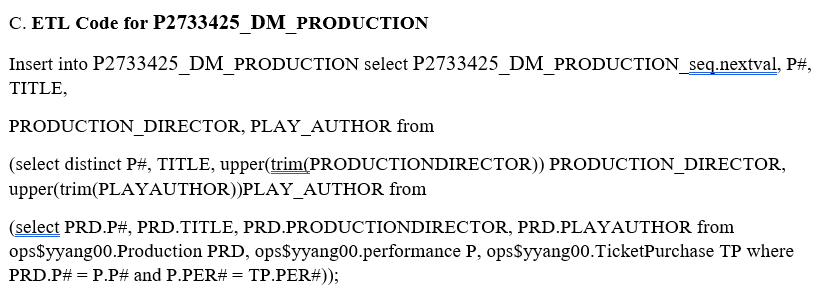 C. ETL Code for P2733425_DM_PRODUCTION
Insert into P2733425_DM_PRODUCTION select P2733425_DM_PRODUCTION_seq.nextval, P#,
TITLE,
PRODUCTION_DIRECTOR, PLAY_AUTHOR from
(select distinct P#, TITLE, upper(trim(PRODUCTIONDIRECTOR)) PRODUCTION_DIRECTOR,
upper(trim(PLAYAUTHOR))PLAY_AUTHOR from
(select PRD.P#, PRD.TITLE, PRD.PRODUCTIONDIRECTOR, PRD.PLAYAUTHOR from
ops$yyang00.Production PRD, ops$yyang00.performance P, ops$yyang00.TicketPurchase TP where
PRD.P# = P.P# and P.PER# = TP.PER#));